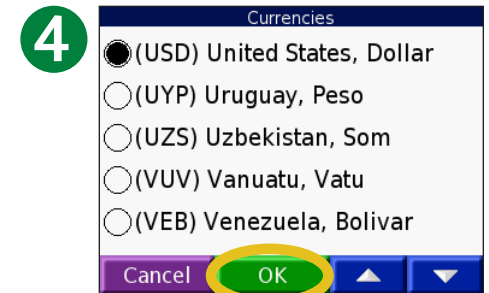 4
Currencies
(USD) United States, Dollar
(UYP) Uruguay, Peso
(UZS) Uzbekistan, Som
(VUV) Vanuatu, Vatu
(VEB) Venezuela, Bolivar
Cancel OK